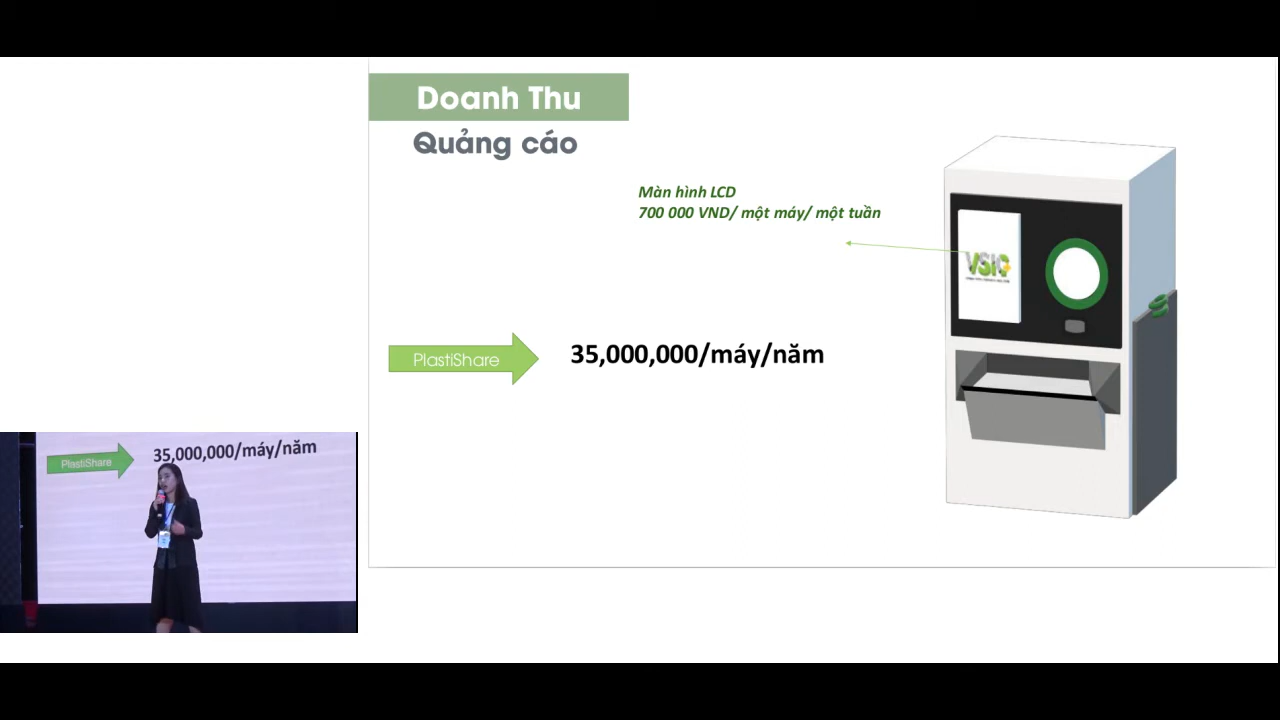 Doanh Thu
Quảng cáo
Màn hình LCD
700 000 VND/ một máy/ một tuần
VSIC
PlastiShare
35,000,000/máy/năm
PlastiShare
35,000,000/máy/năm